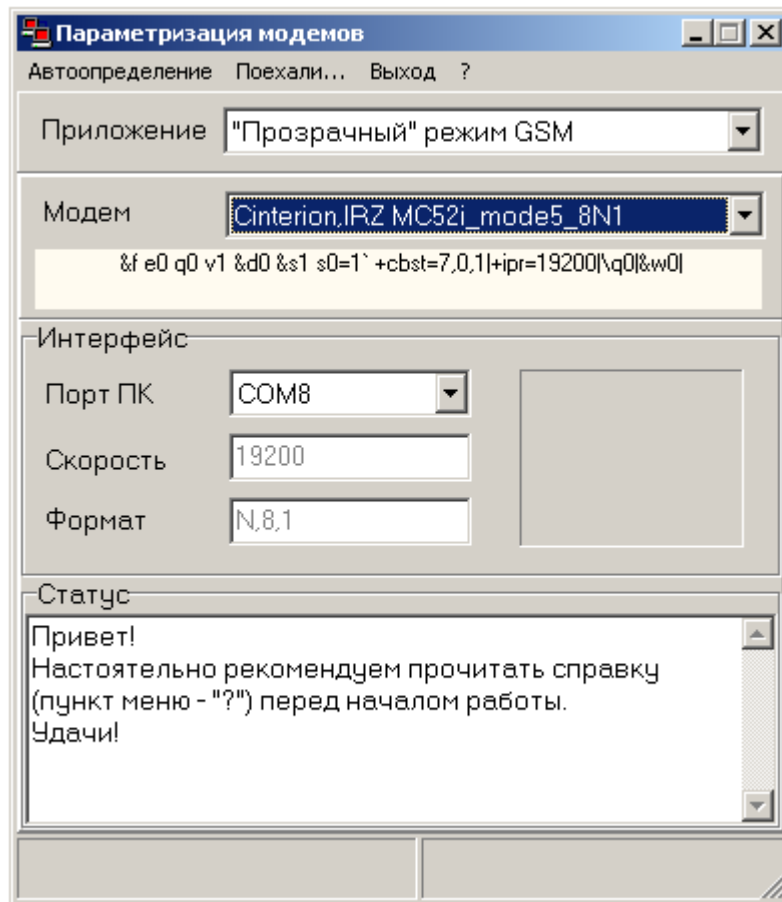 Параметризация модемов
Автоопределение Поехали... Выход ?
Приложение "Прозрачный" режим GSM
Модем Cinterion,IRZ MC52i_mode5_8N1
&f e0 q0 v1 &d0 &s1 s0=1` +cbst=7,0,1|+ipr=19200|\q0|&w0|
Интерфейс
Порт ПК COM8
Скорость 19200
Формат N,8,1
Статус
Привет!
Настоятельно рекомендуем прочитать справку
(пункт меню - "?") перед началом работы.
Удачи!